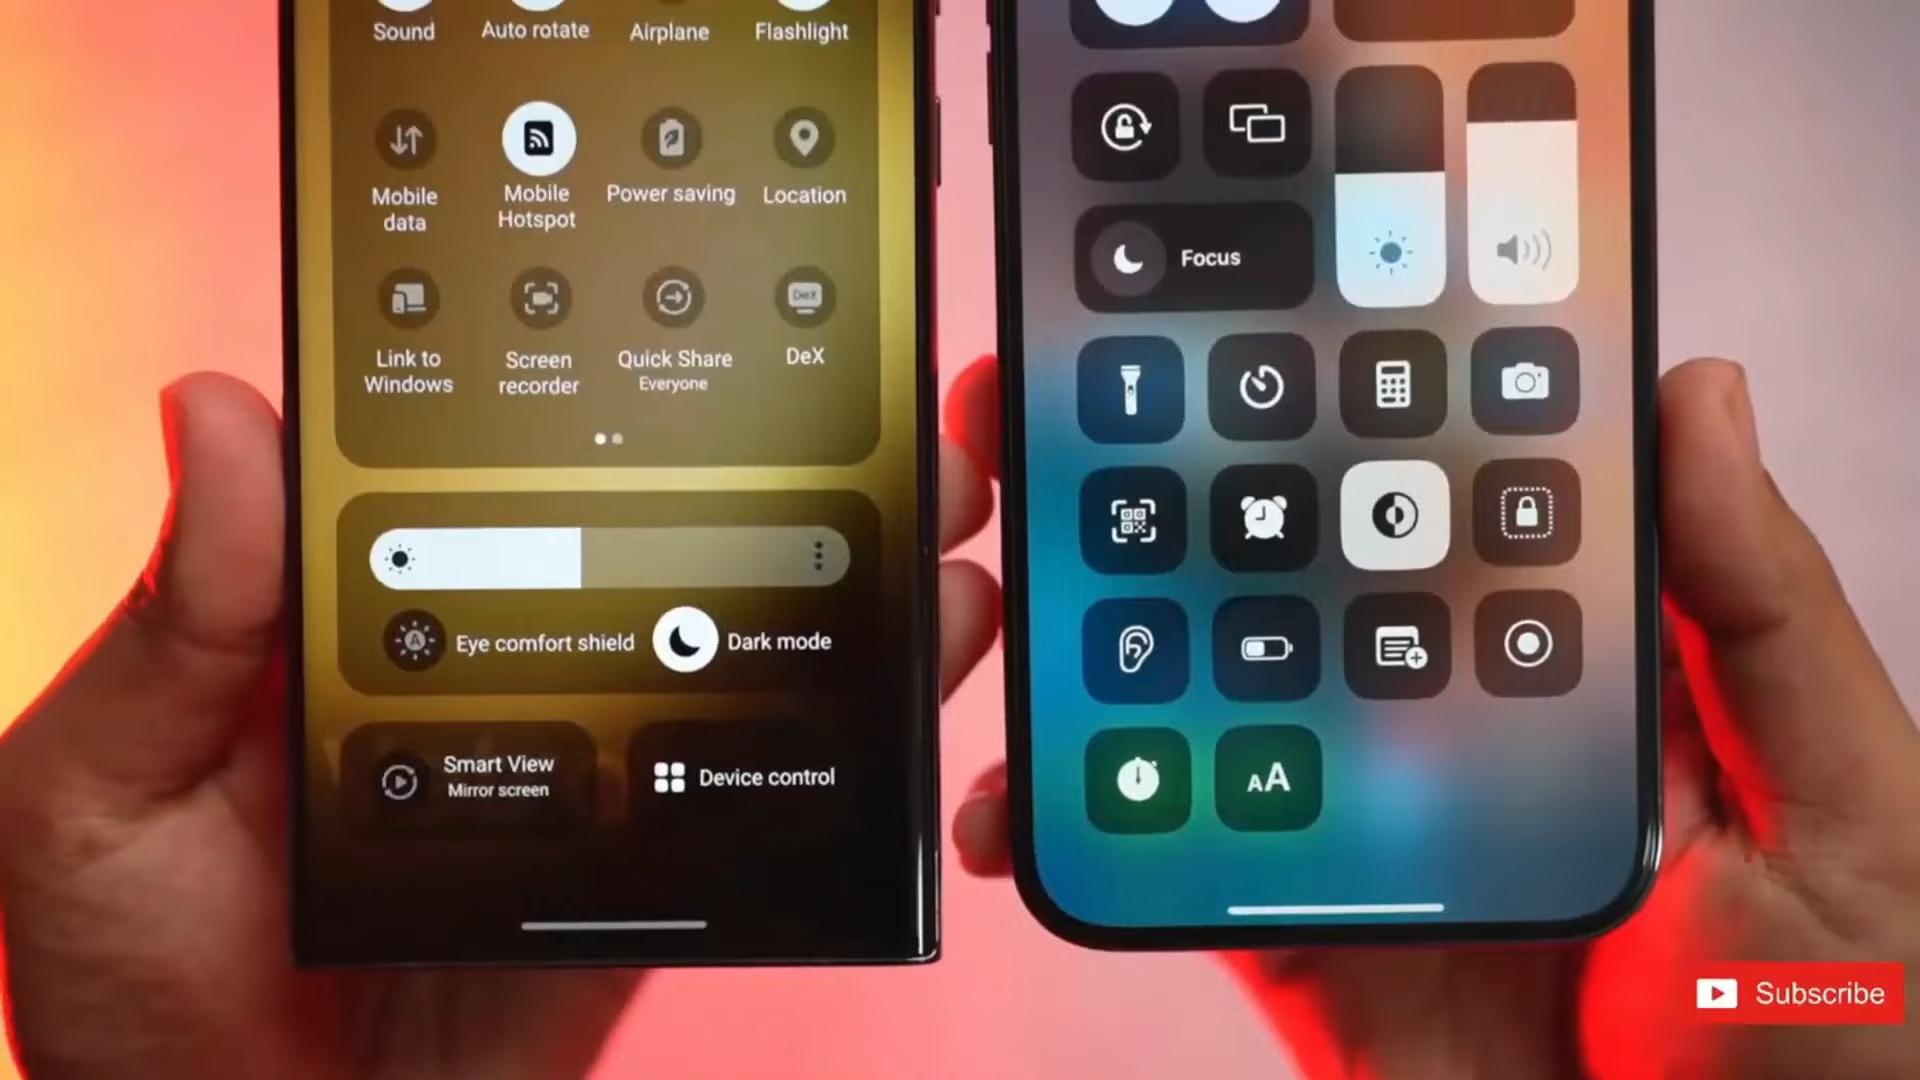 Sound
Auto rotate
Airplane
Flashlight
Mobile
data
Mobile
Hotspot
Power saving
Location
Link to
Windows
Screen
recorder
Quick Share
Everyone
DeX
DeX
Eye comfort shield
Dark mode
Smart View
Mirror screen
Device control
Focus
AA
Subscribe